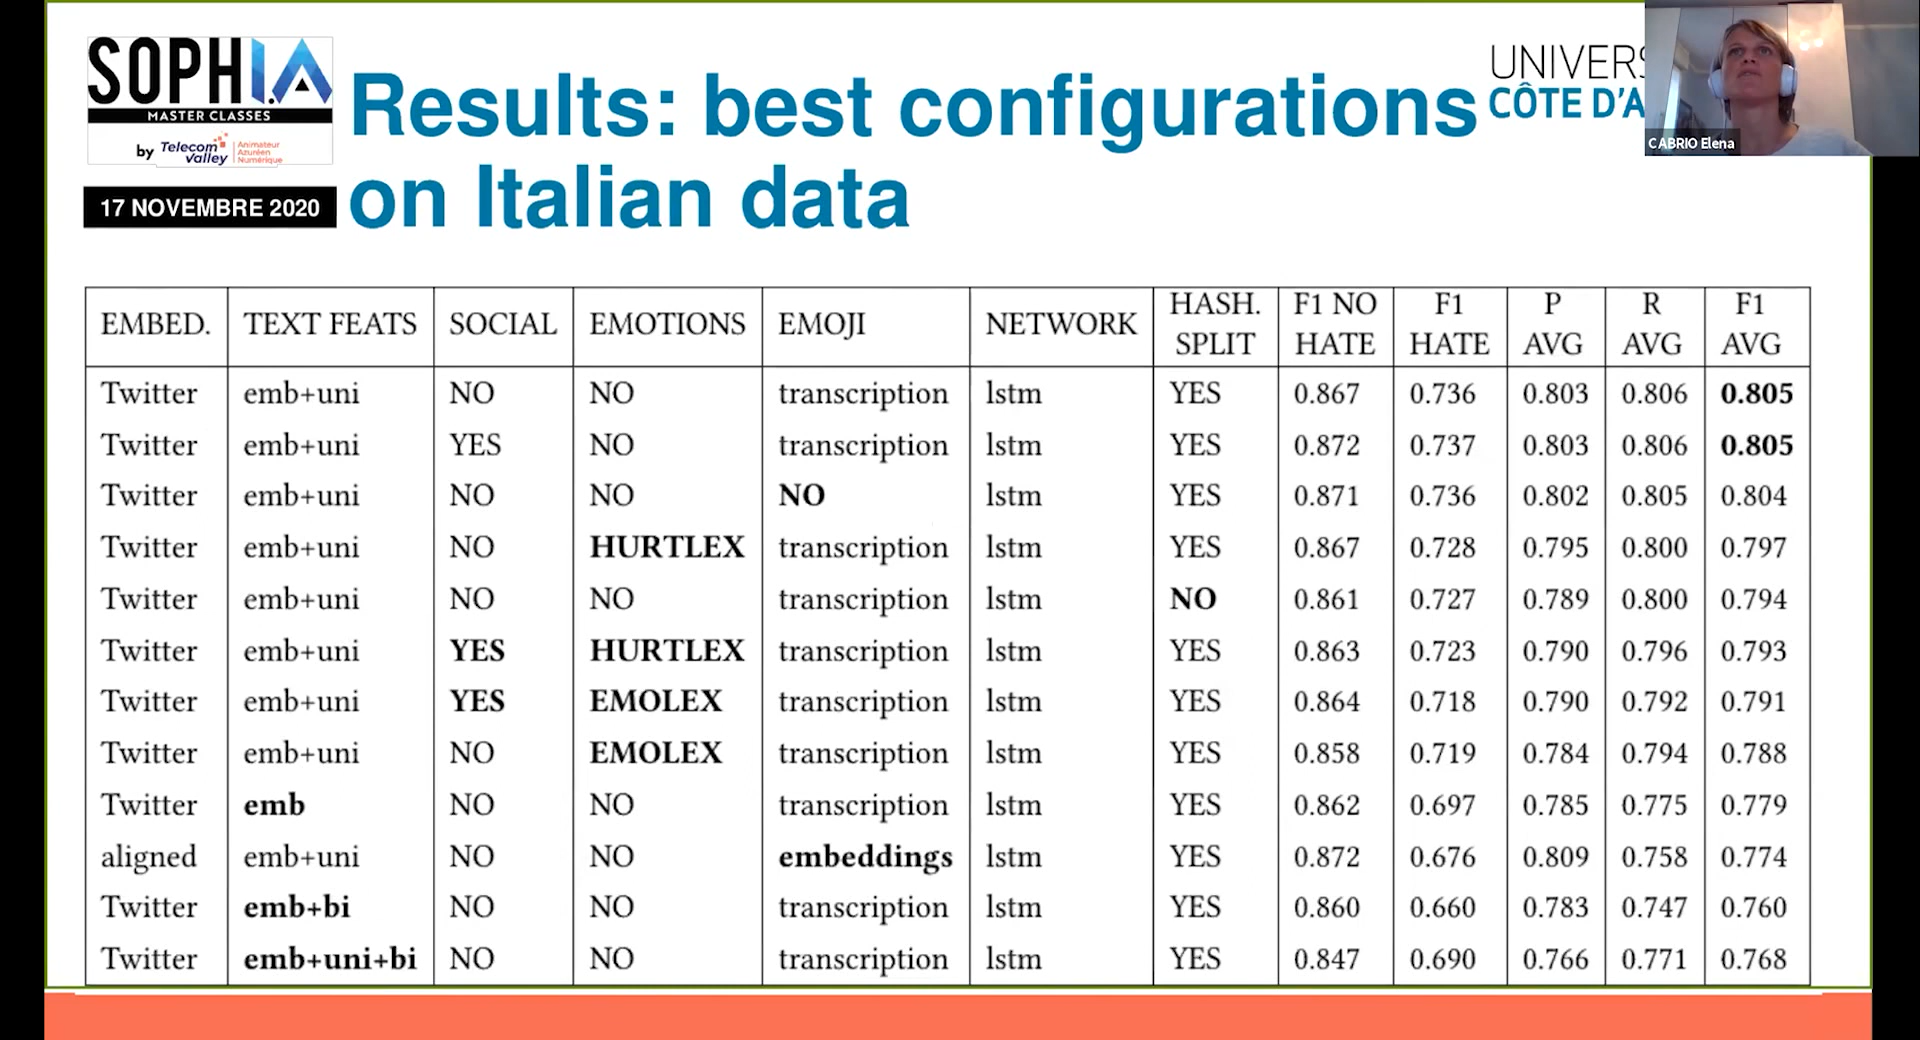 SOPHI.A
MASTER CLASSES
by Telecom Valley
Animateur
Azuréen
Numérique
17 NOVEMBRE 2020
Results: best configurations
on Italian data
UNIVERS
CÔTE D'A
CABRIO Elena
EMBED. TEXT FEATS SOCIAL EMOTIONS EMOJI NETWORK HASH. SPLIT F1 NO HATE F1 HATE P AVG R AVG F1 AVG
Twitter emb+uni NO NO transcription lstm YES 0.867 0.736 0.803 0.806 0.805
Twitter emb+uni YES NO transcription lstm YES 0.872 0.737 0.803 0.806 0.805
Twitter emb+uni NO NO NO lstm YES 0.871 0.736 0.802 0.805 0.804
Twitter emb+uni NO HURTLEX transcription lstm YES 0.867 0.728 0.795 0.800 0.797
Twitter emb+uni NO NO transcription lstm NO 0.861 0.727 0.789 0.800 0.794
Twitter emb+uni YES HURTLEX transcription lstm YES 0.863 0.723 0.790 0.796 0.793
Twitter emb+uni YES EMOLEX transcription lstm YES 0.864 0.718 0.790 0.792 0.791
Twitter emb+uni NO EMOLEX transcription lstm YES 0.858 0.719 0.784 0.794 0.788
Twitter emb NO NO transcription lstm YES 0.862 0.697 0.785 0.775 0.779
aligned emb+uni NO NO embeddings lstm YES 0.872 0.676 0.809 0.758 0.774
Twitter emb+bi NO NO transcription lstm YES 0.860 0.660 0.783 0.747 0.760
Twitter emb+uni+bi NO NO transcription lstm YES 0.847 0.690 0.766 0.771 0.768